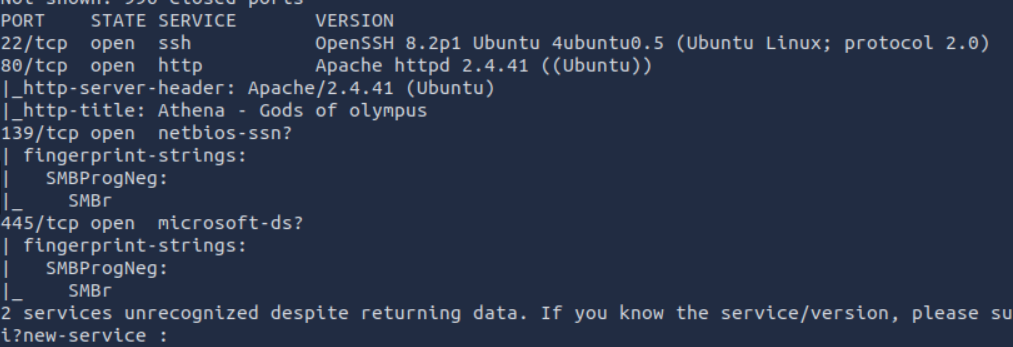 Not shown: 996 closed ports
PORT    STATE SERVICE       VERSION
22/tcp  open  ssh           OpenSSH 8.2p1 Ubuntu 4ubuntu0.5 (Ubuntu Linux; protocol 2.0)
80/tcp  open  http          Apache httpd 2.4.41 ((Ubuntu))
|_http-server-header: Apache/2.4.41 (Ubuntu)
|_http-title: Athena - Gods of olympus
139/tcp open  netbios-ssn?
| fingerprint-strings:
|   SMBProgNeg:
|_    SMBr
445/tcp open  microsoft-ds?
| fingerprint-strings:
|   SMBProgNeg:
|_    SMBr
2 services unrecognized despite returning data. If you know the service/version, please su
i?new-service :